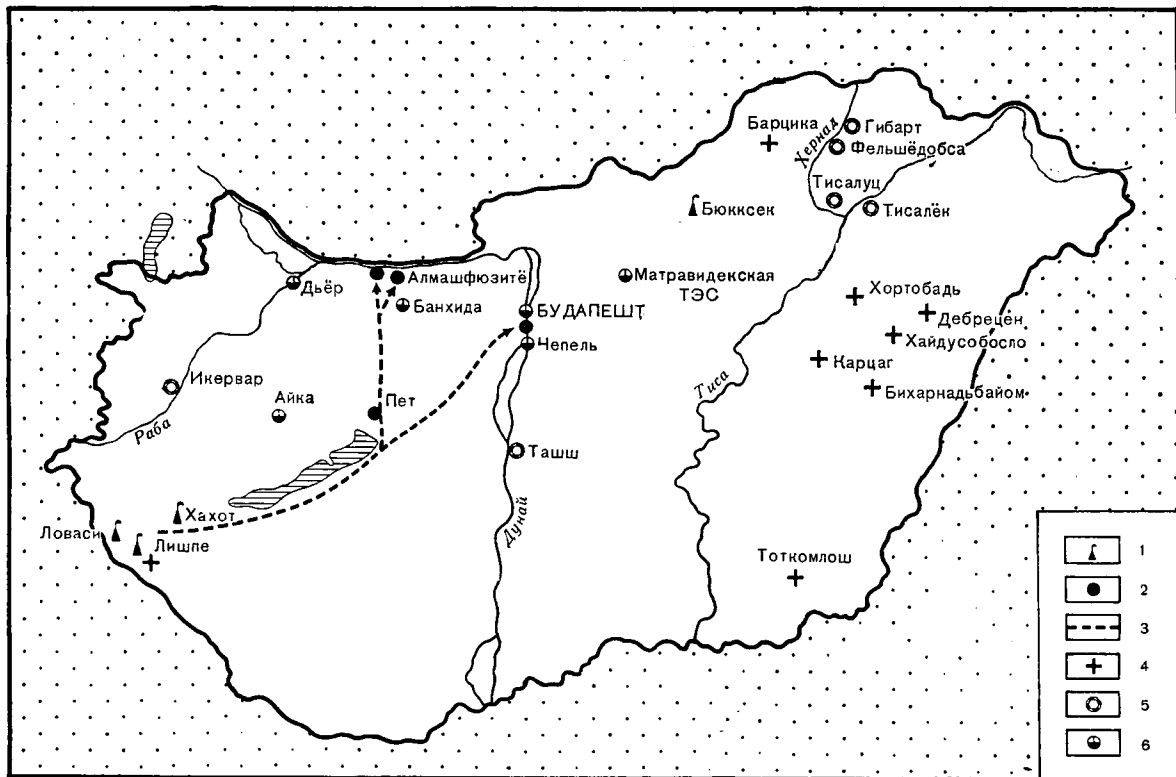 Барцика
Гибарт
Хернад
Фельшёдобса
Тисалуц
Бюкксек
Тисалёк
Алмашфюзитё
Матравидекская
ТЭС
Дьёр
Банхида
БУДАПЕШТ
Хортобадь
Дебрецен
Чепель
Хайдусобосло
Карцаг
Икервар
Айка
Пет
Тиса
Бихарнадьбайом
Раба
Ташш
Хахот
Дунай
Ловаси
Лишпе
Тоткомлош
1
2
3
4
5
6